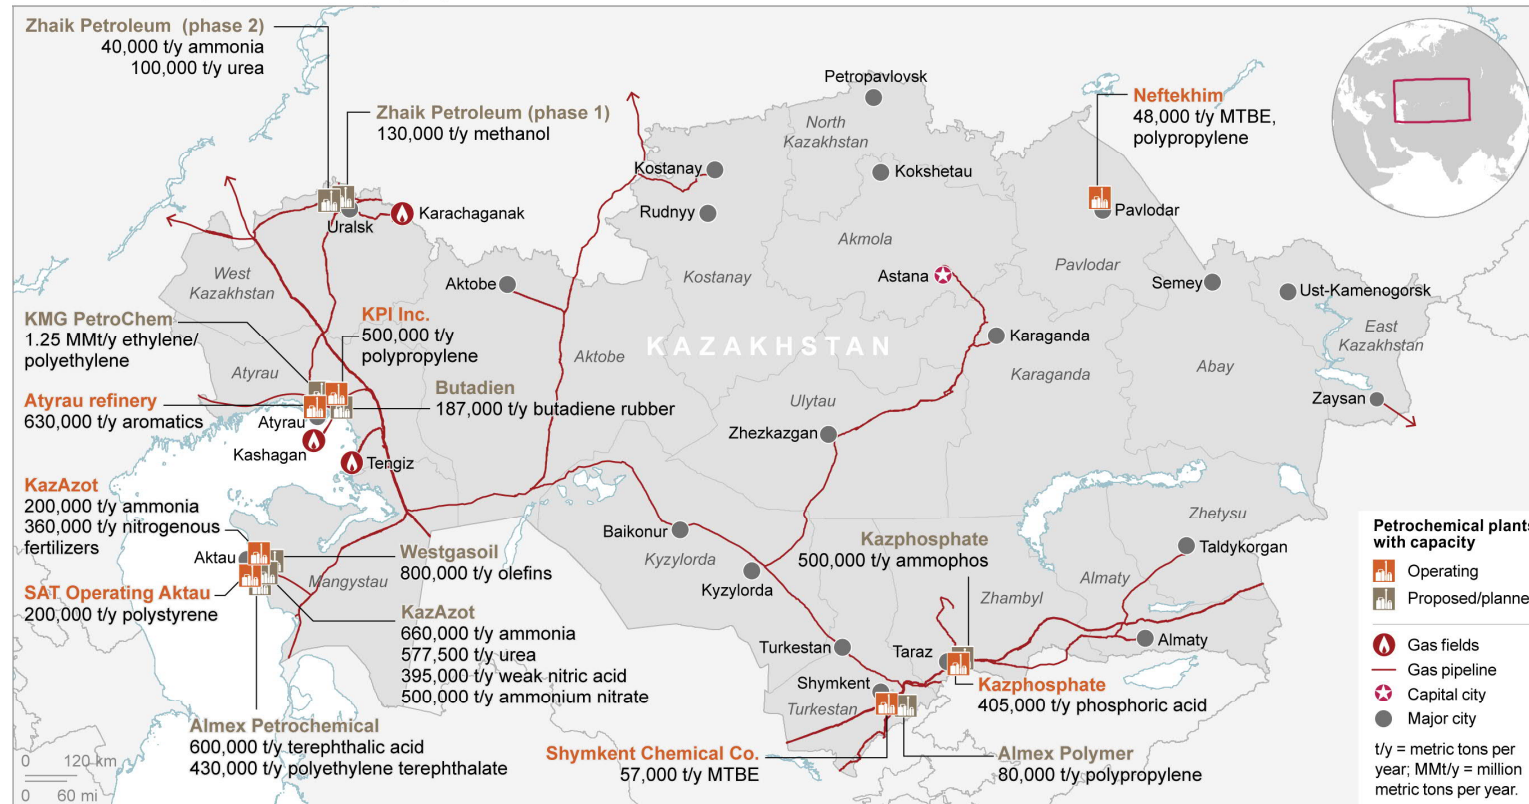 Zhaik Petroleum (phase 2)
40,000 t/y ammonia
100,000 t/y urea
Zhaik Petroleum (phase 1)
130,000 t/y methanol
Petropavlovsk
North
Kazakhstan
Neftekhim
48,000 t/y MTBE,
polypropylene
Kostanay
Kokshetau
Rudnyy
Pavlodar
Uralsk
Karachaganak
Akmola
Kostanay
Pavlodar
West
Kazakhstan
Aktobe
Astana
Semey
Ust-Kamenogorsk
KMG PetroChem
1.25 MMt/y ethylene/
polyethylene
KPI Inc.
500,000 t/y
polypropylene
Aktobe
KAZAKHSTAN
Karaganda
Karaganda
Abay
East
Kazakhstan
Atyrau
Butadien
187,000 t/y butadiene rubber
Ulytau
Zaysan
Atyrau refinery
630,000 t/y aromatics
Atyrau
Zhezkazgan
Kashagan
Tengiz
KazAzot
200,000 t/y ammonia
360,000 t/y nitrogenous
fertilizers
Aktau
Baikonur
Kyzylorda
Kyzylorda
Zhetysu
Taldykorgan
Westgasoil
800,000 t/y olefins
Kazphosphate
500,000 t/y ammophos
Almaty
Zhambyl
SAT Operating Aktau
200,000 t/y polystyrene
Mangystau
KazAzot
660,000 t/y ammonia
577,500 t/y urea
395,000 t/y weak nitric acid
500,000 t/y ammonium nitrate
Turkestan
Taraz
Almaty
Shymkent
Turkestan
Kazphosphate
405,000 t/y phosphoric acid
Almex Petrochemical
600,000 t/y terephthalic acid
430,000 t/y polyethylene terephthalate
Shymkent Chemical Co.
57,000 t/y MTBE
Almex Polymer
80,000 t/y polypropylene
0 120 km
0 60 mi
Petrochemical plants
with capacity
Operating
Proposed/planne
Gas fields
Gas pipeline
Capital city
Major city
t/y = metric tons per
year; MMt/y = million
metric tons per year.